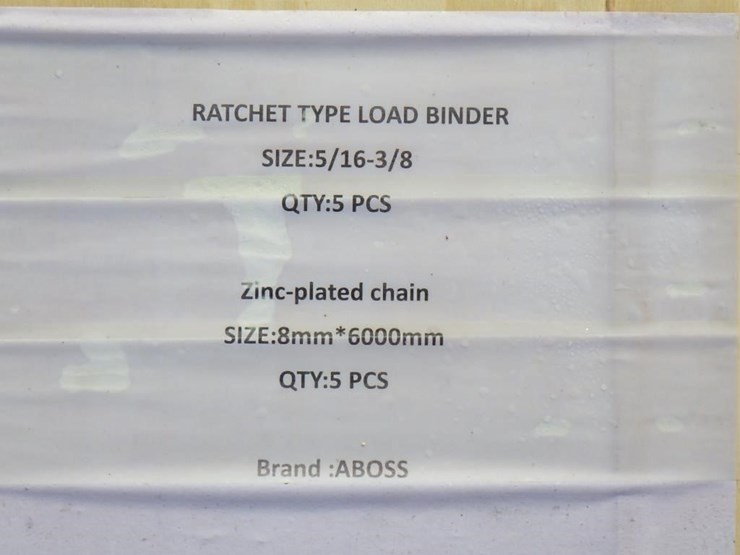 RATCHET TYPE LOAD BINDER
SIZE:5/16-3/8
QTY:5 PCS
Zinc-plated chain
SIZE:8mm*6000mm
QTY:5 PCS
Brand :ABOSS